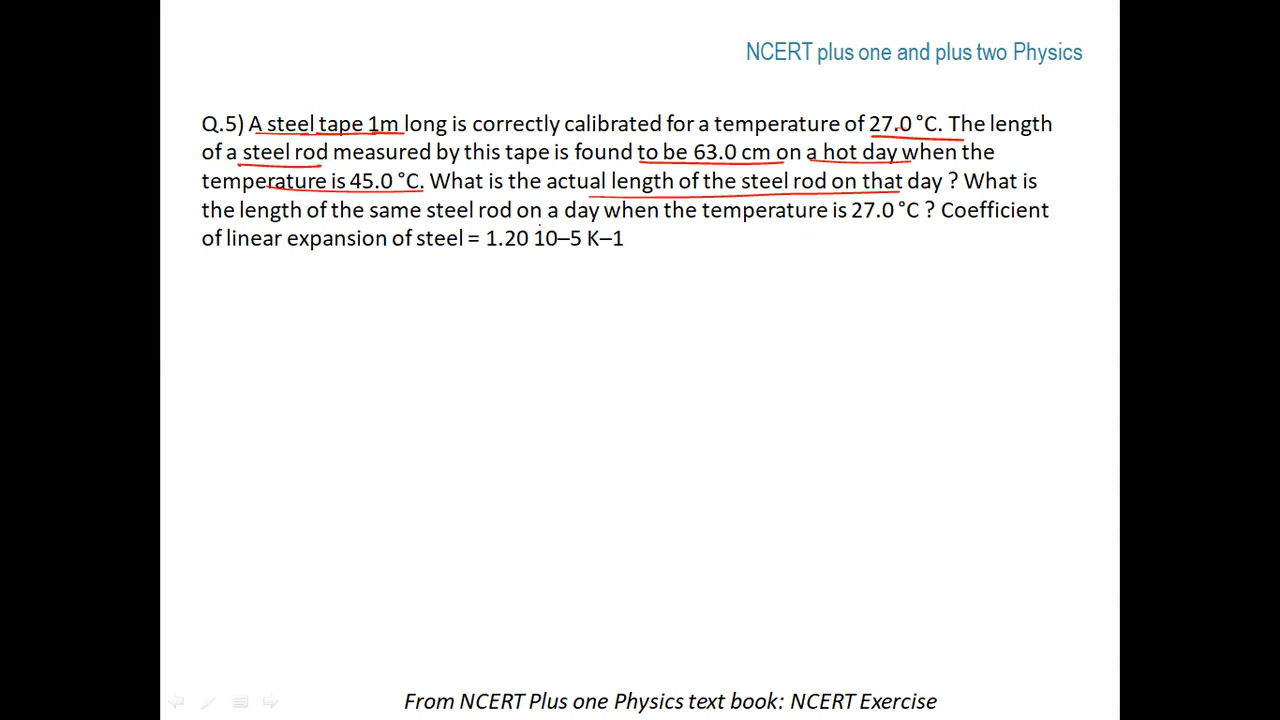 NCERT plus one and plus two Physics
Q.5) A steel tape 1m long is correctly calibrated for a temperature of 27.0 °C. The length
of a steel rod measured by this tape is found to be 63.0 cm on a hot day when the
temperature is 45.0 °C. What is the actual length of the steel rod on that day ? What is
the length of the same steel rod on a day when the temperature is 27.0 °C ? Coefficient
of linear expansion of steel = 1.20 10–5 K–1
From NCERT Plus one Physics text book: NCERT Exercise